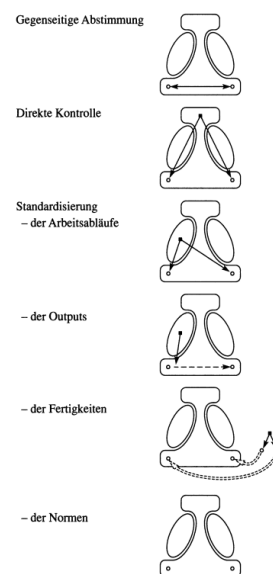 Gegenseitige Abstimmung
Direkte Kontrolle
Standardisierung
– der Arbeitsabläufe
– der Outputs
– der Fertigkeiten
– der Normen